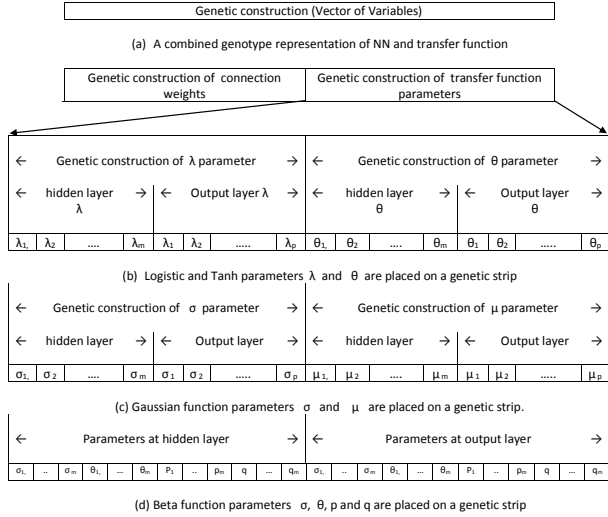 Genetic construction (Vector of Variables)
(a) A combined genotype representation of NN and transfer function
Genetic construction of connection weights
Genetic construction of transfer function parameters
← Genetic construction of λ parameter → ← Genetic construction of θ parameter →
← hidden layer → ← Output layer λ → ← hidden layer → ← Output layer →
λ θ θ
λ1, λ2 .... λm λ1 λ2 ..... λp θ1, θ2 .... θm θ1 θ2 ..... θp
(b) Logistic and Tanh parameters λ and θ are placed on a genetic strip
← Genetic construction of σ parameter → ← Genetic construction of μ parameter →
← hidden layer → ← Output layer → ← hidden layer → ← Output layer →
σ1, σ2 .... σm σ1 σ2 ..... σp μ1, μ2 .... μm μ1 μ2 ..... μp
(c) Gaussian function parameters σ and μ are placed on a genetic strip.
← Parameters at hidden layer → ← Parameters at output layer →
σ1, .. σm θ1, ... θm P1 .. pm q ... qm σ1, .. σm θ1, ... θm P1 .. pm q ... qm
(d) Beta function parameters σ, θ, p and q are placed on a genetic strip